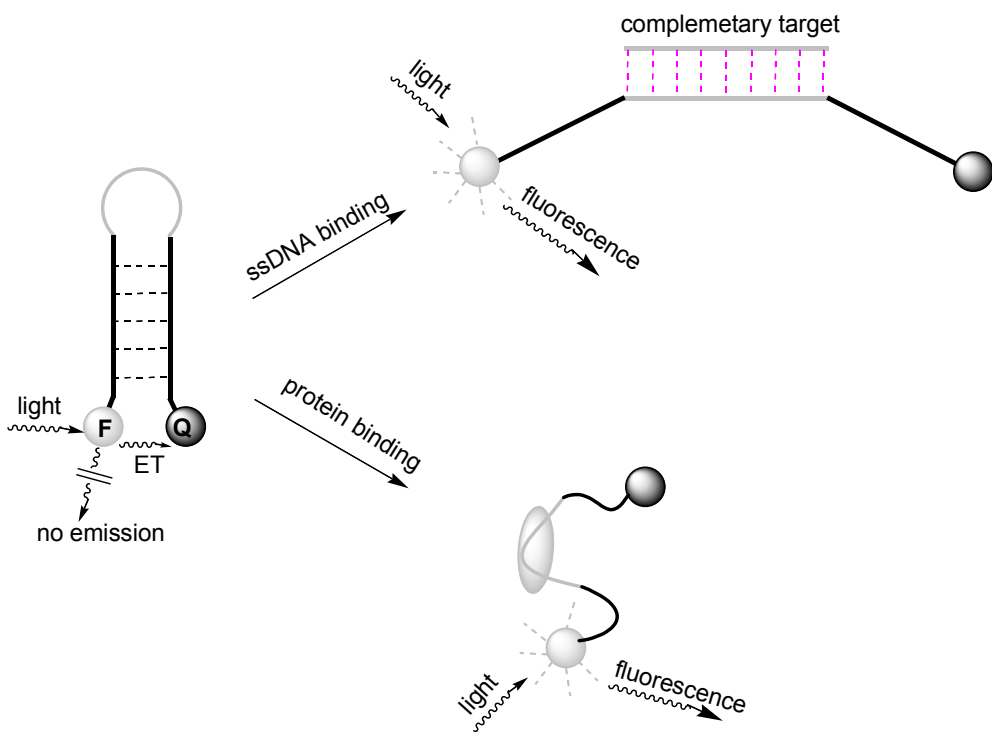 complemetary target
light
fluorescence
ssDNA binding
light
F
Q
ET
no emission
protein binding
light
fluorescence